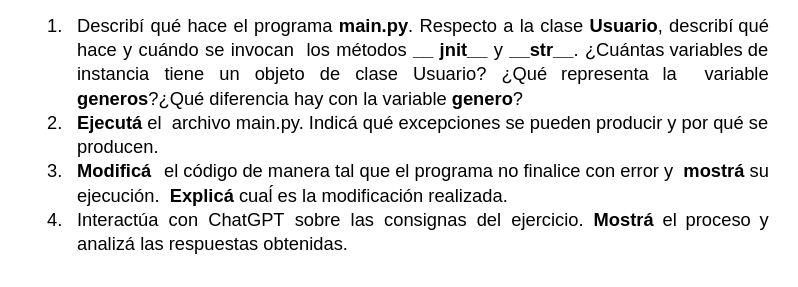 1. Describí qué hace el programa main.py. Respecto a la clase Usuario, describí qué
hace y cuándo se invocan los métodos __ jnit__ y __str__. ¿Cuántas variables de
instancia tiene un objeto de clase Usuario? ¿Qué representa la variable
generos?¿Qué diferencia hay con la variable genero?
2. Ejecutá el archivo main.py. Indicá qué excepciones se pueden producir y por qué se
producen.
3. Modificá el código de manera tal que el programa no finalice con error y mostrá su
ejecución. Explicá cuaĺ es la modificación realizada.
4. Interactúa con ChatGPT sobre las consignas del ejercicio. Mostrá el proceso y
analizá las respuestas obtenidas.